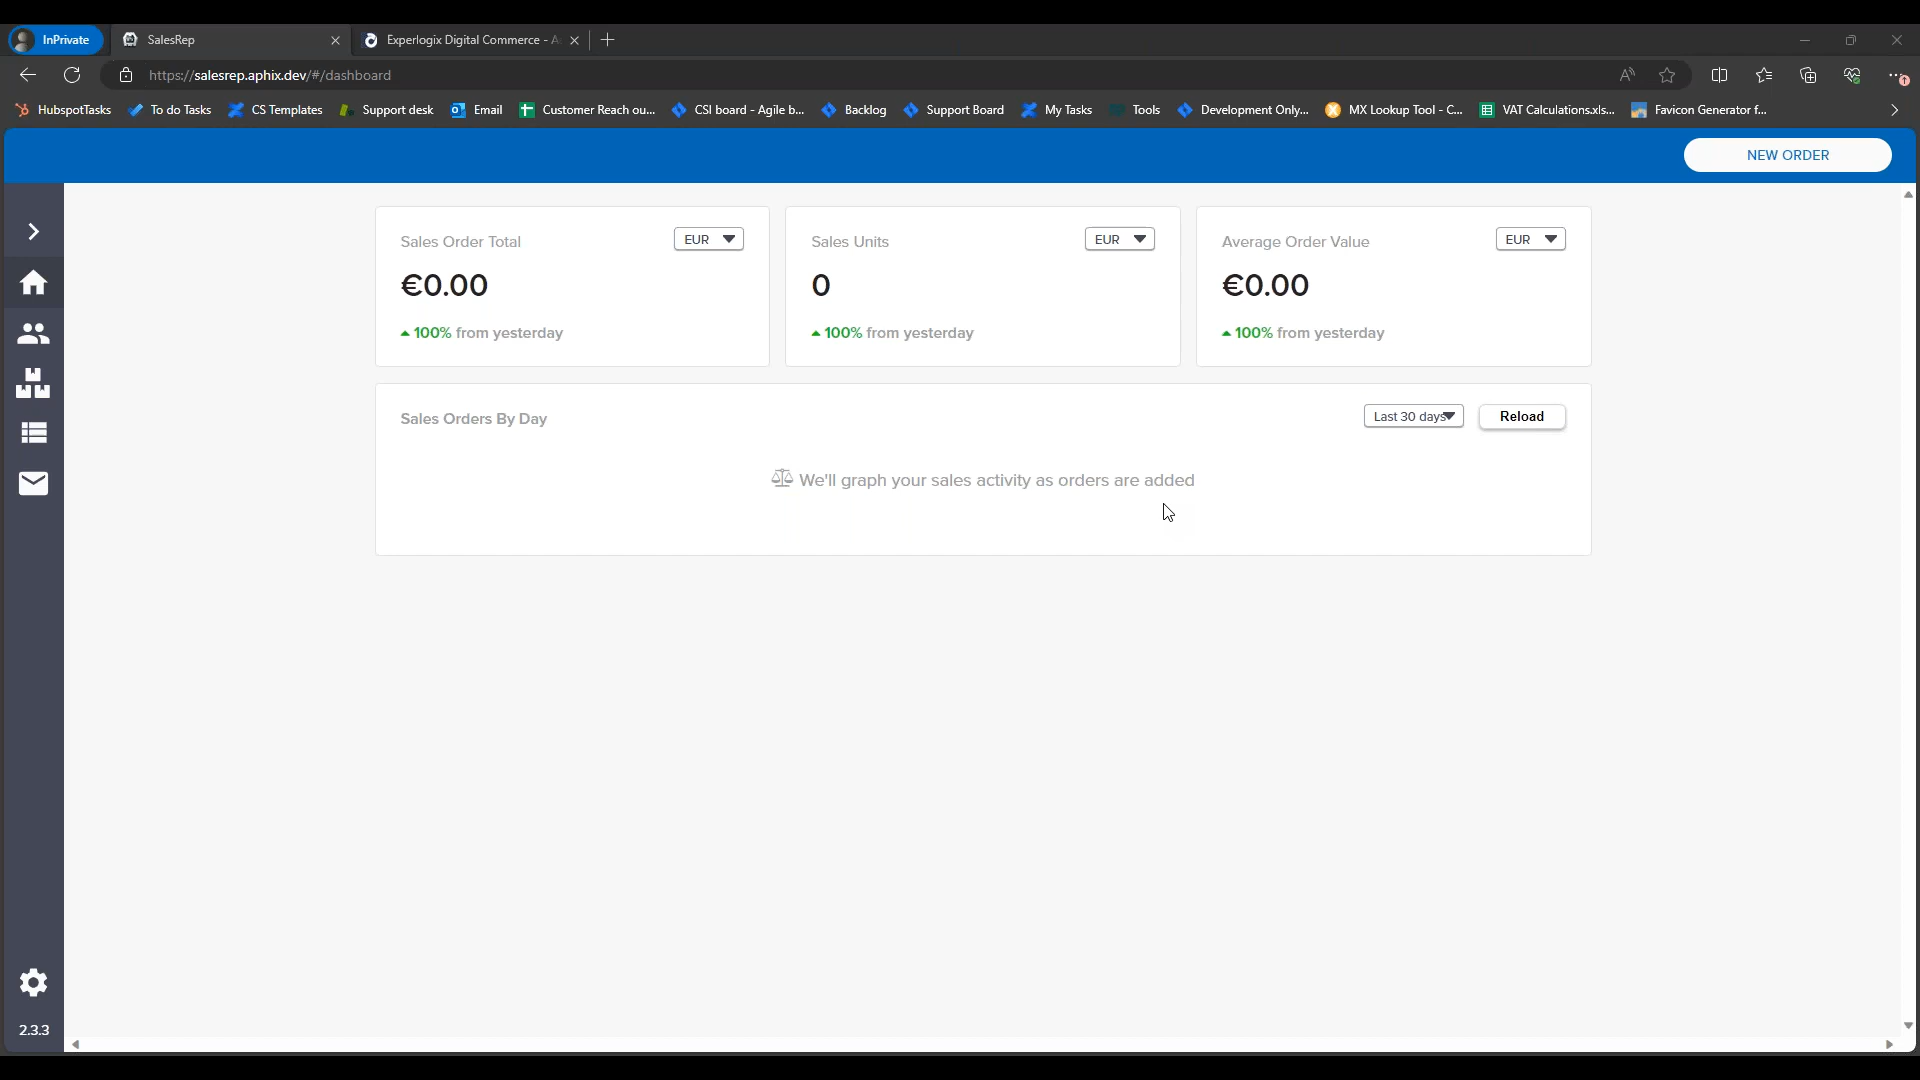 InPrivate
SalesRep
Experlogix Digital Commerce - A
https://salesrep.aphix.dev/#/dashboard
HubspotTasks
To do Tasks
CS Templates
Support desk
Email
Customer Reach ou...
CSI board - Agile b...
Backlog
Support Board
My Tasks
Tools
Development Only...
MX Lookup Tool - C...
VAT Calculations.xls...
Favicon Generator f...
NEW ORDER
Sales Order Total
EUR
€0.00
100% from yesterday
Sales Units
EUR
0
100% from yesterday
Average Order Value
EUR
€0.00
100% from yesterday
Sales Orders By Day
Last 30 days
Reload
We'll graph your sales activity as orders are added
2.3.3